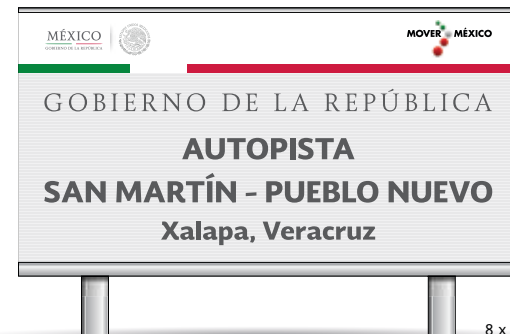 MÉXICO
GOBIERNO DE LA REPÚBLICA
MOVER MÉXICO
GOBIERNO DE LA REPÚBLICA
AUTOPISTA
SAN MARTÍN - PUEBLO NUEVO
Xalapa, Veracruz
8 x